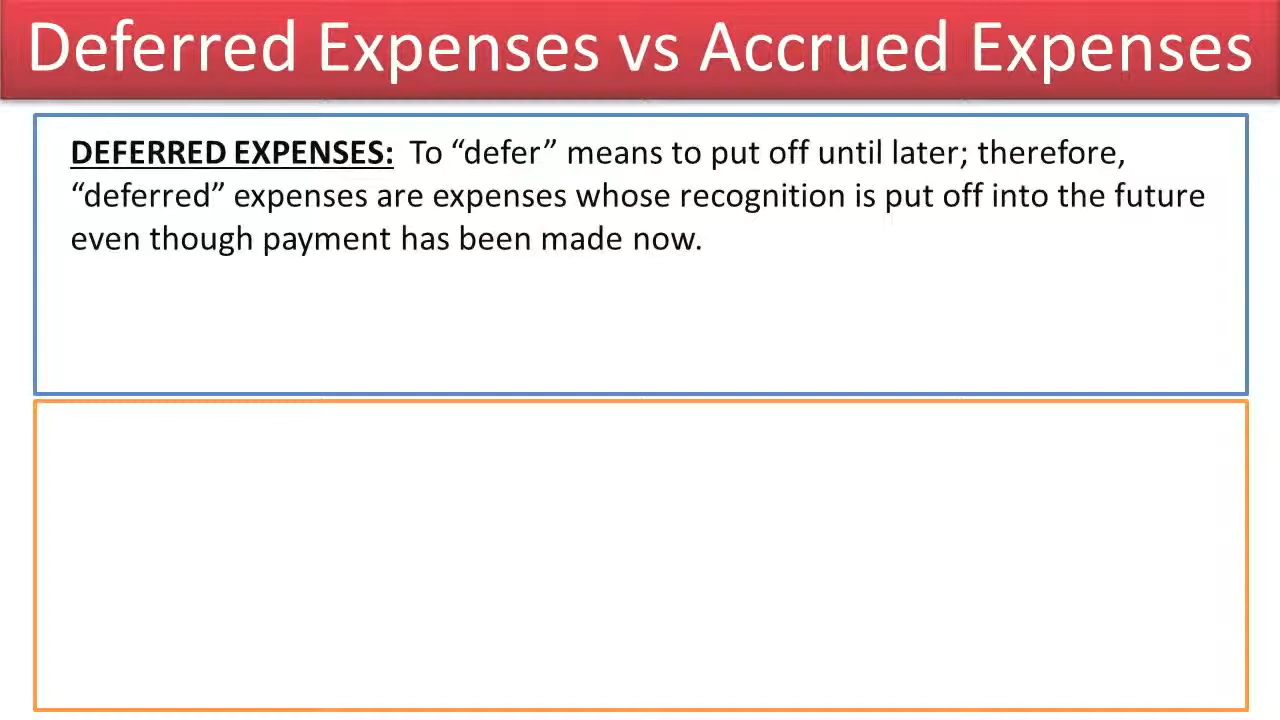 Deferred Expenses vs Accrued Expenses
DEFERRED EXPENSES: To “defer” means to put off until later; therefore,
“deferred” expenses are expenses whose recognition is put off into the future
even though payment has been made now.